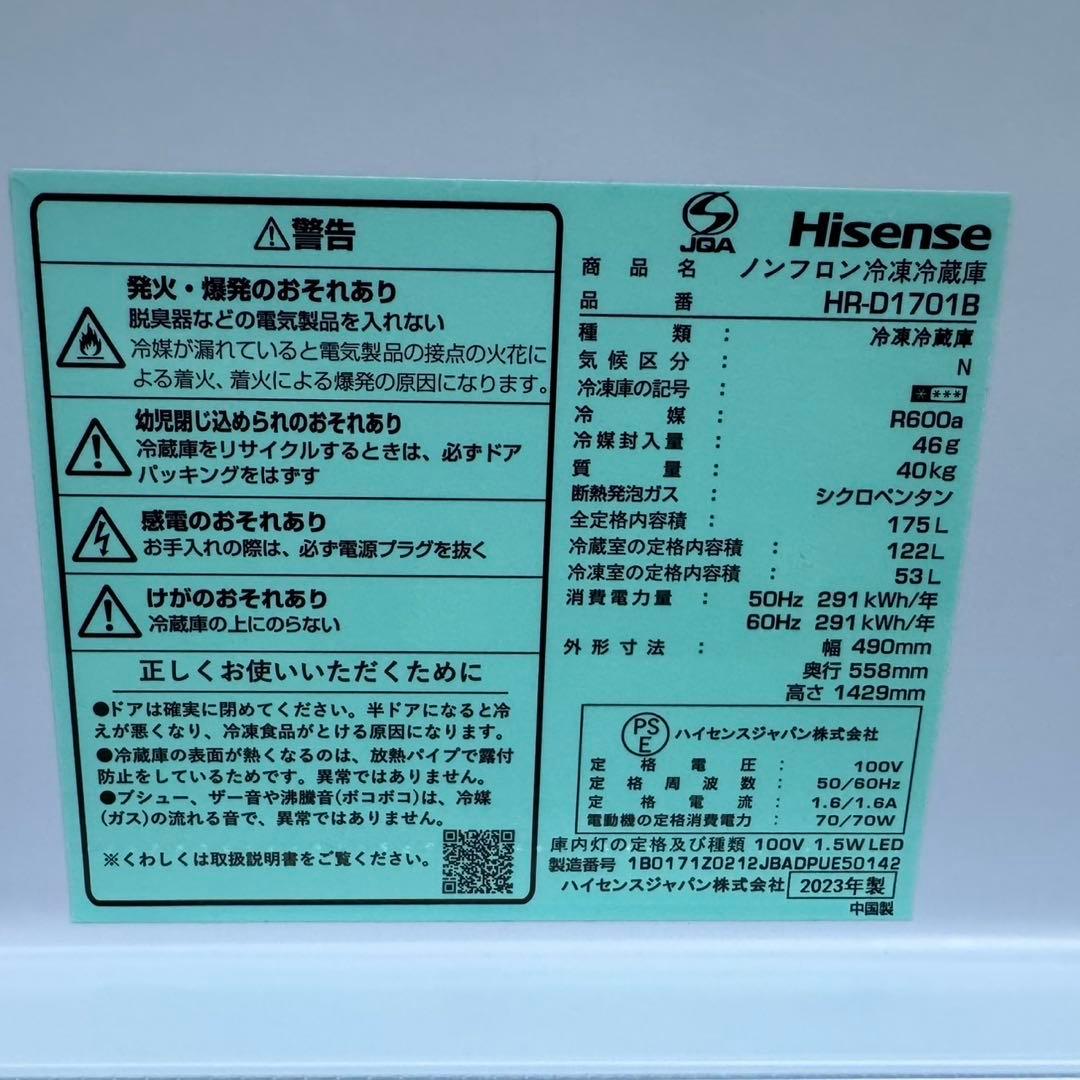 ⚠警告
発火・爆発のおそれあり
脱臭器などの電気製品を入れない
冷媒が漏れていると電気製品の接点の火花に
よる着火、着火による爆発の原因になります。
幼児閉じ込められのおそれあり
冷蔵庫をリサイクルするときは、必ずドア
パッキングをはずす
感電のおそれあり
お手入れの際は、必ず電源プラグを抜く
けがのおそれあり
冷蔵庫の上にのらない
正しくお使いいただくために
●ドアは確実に閉めてください。半ドアになると冷
えが悪くなり、冷凍食品がとける原因になります。
●冷蔵庫の表面が熱くなるのは、放熱パイプで露付
防止をしているためです。異常ではありません。
●ブシュー、ザー音や沸騰音(ボコボコ)は、冷媒
(ガス)の流れる音で、異常ではありません。
※くわしくは取扱説明書をご覧ください。
JQA
Hisense
商品名 ノンフロン冷凍冷蔵庫
品番 HR-D1701B
種類: 冷凍冷蔵庫
気候区分: N
冷凍庫の記号: ****
冷媒: R600a
冷媒封入量: 46g
質量: 40kg
断熱発泡ガス: シクロペンタン
全定格内容積: 175L
冷蔵室の定格内容積: 122L
冷凍室の定格内容積: 53L
消費電力量: 50Hz 291kWh/年
60Hz 291kWh/年
外形寸法: 幅 490mm
奥行 558mm
高さ 1429mm
PSE ハイセンスジャパン株式会社
定格電圧: 100V
定格周波数: 50/60Hz
定格電流: 1.6/1.6A
電動機の定格消費電力: 70/70W
庫内灯の定格及び種類 100V 1.5W LED
製造番号 1B0171Z0212JBADPUE50142
ハイセンスジャパン株式会社 2023年製
中国製